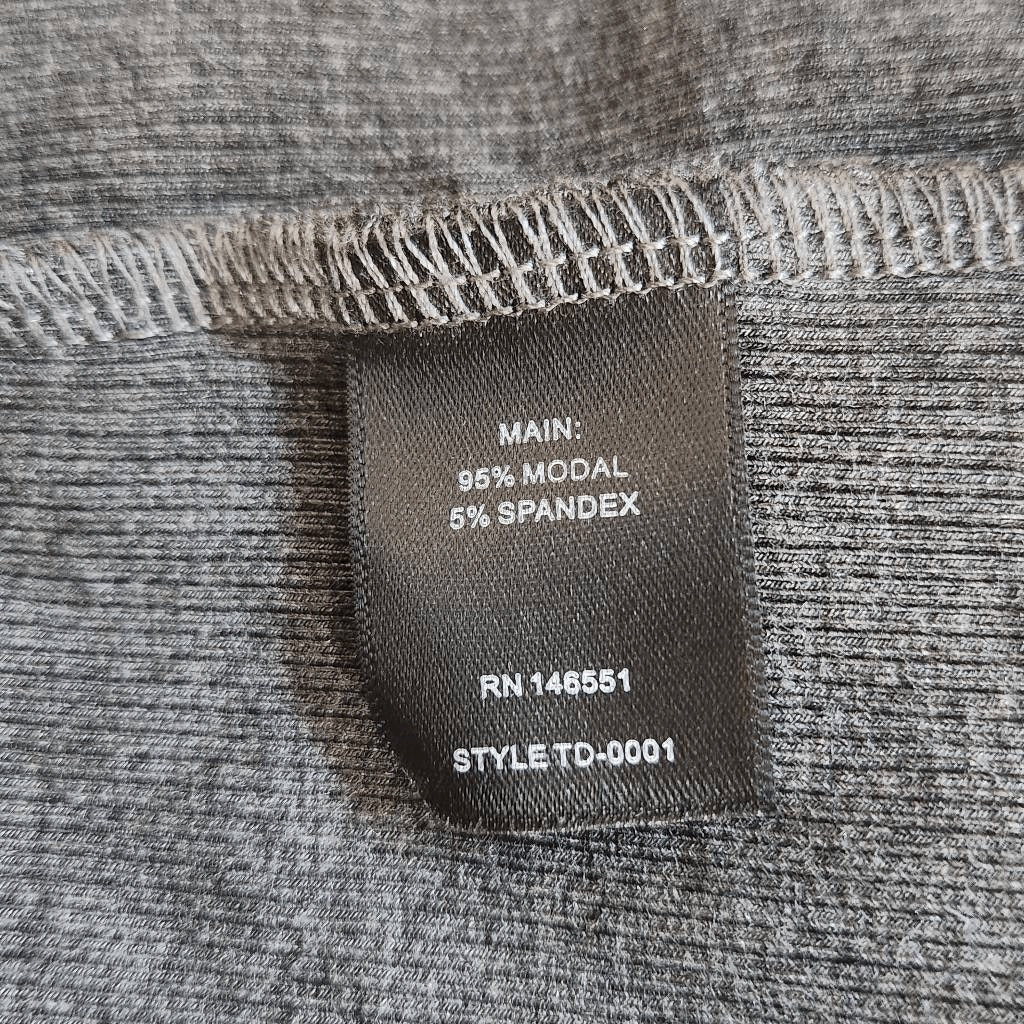 MAIN:
95% MODAL
5% SPANDEX
RN 146551
STYLE TD-0001